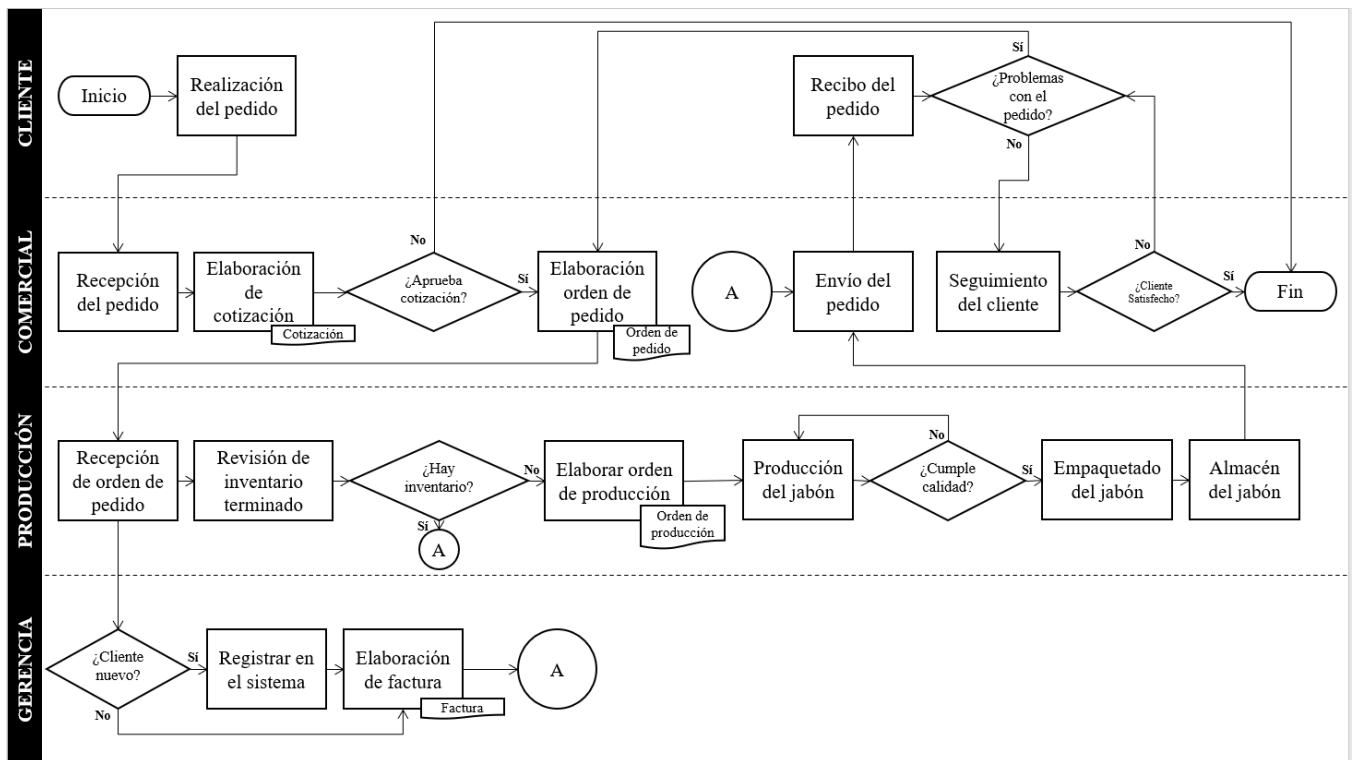 CLIENTE
Inicio
Realización
del pedido
Recibo del
pedido
¿Problemas
con el
pedido?
Sí
No
COMERCIAL
Recepción
del pedido
Elaboración
de
cotización
Cotización
¿Aprueba
cotización?
No
Sí
Elaboración
orden de
pedido
Orden de
pedido
A
Envío del
pedido
Seguimiento
del cliente
¿Cliente
Satisfecho?
No
Sí
Fin
PRODUCCIÓN
Recepción
de orden de
pedido
Revisión de
inventario
terminado
¿Hay
inventario?
No
Sí
A
Elaborar orden
de producción
Orden de
producción
Producción
del jabón
¿Cumple
calidad?
No
Sí
Empaquetado
del jabón
Almacén
del jabón
GERENCIA
¿Cliente
nuevo?
Sí
No
Registrar en
el sistema
Elaboración
de factura
Factura
A